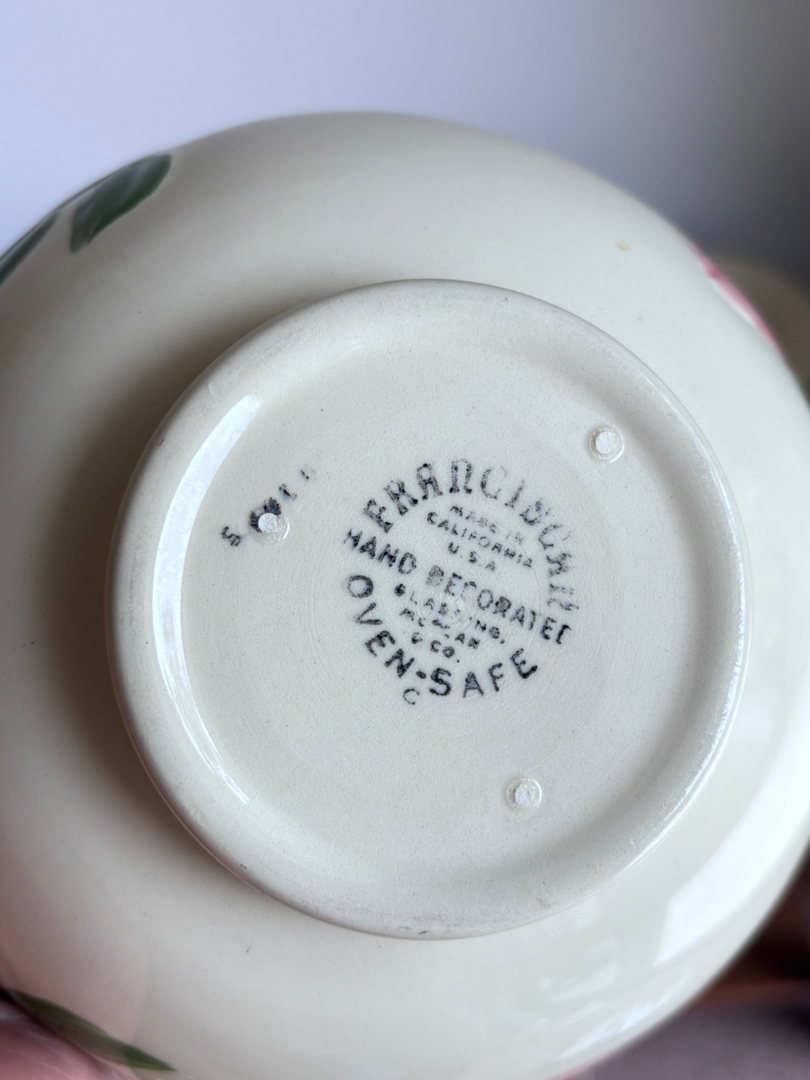 FRANCISCAN
MADE IN
CALIFORNIA
U.S.A
HAND DECORATED
GLADDING,
McBEAN
& CO.
OVEN-SAFE
C